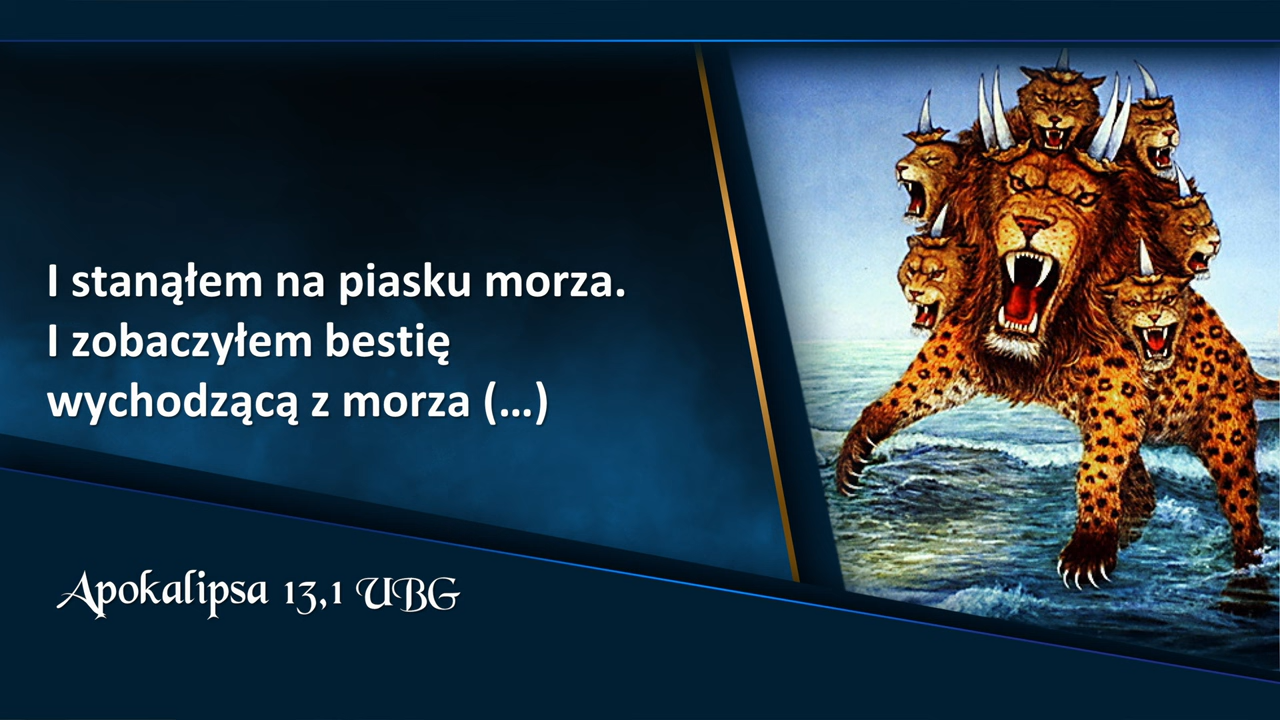 I stanąłem na piasku morza.
I zobaczyłem bestię
wychodzącą z morza (...)
Apokalipsa 13,1 UBG